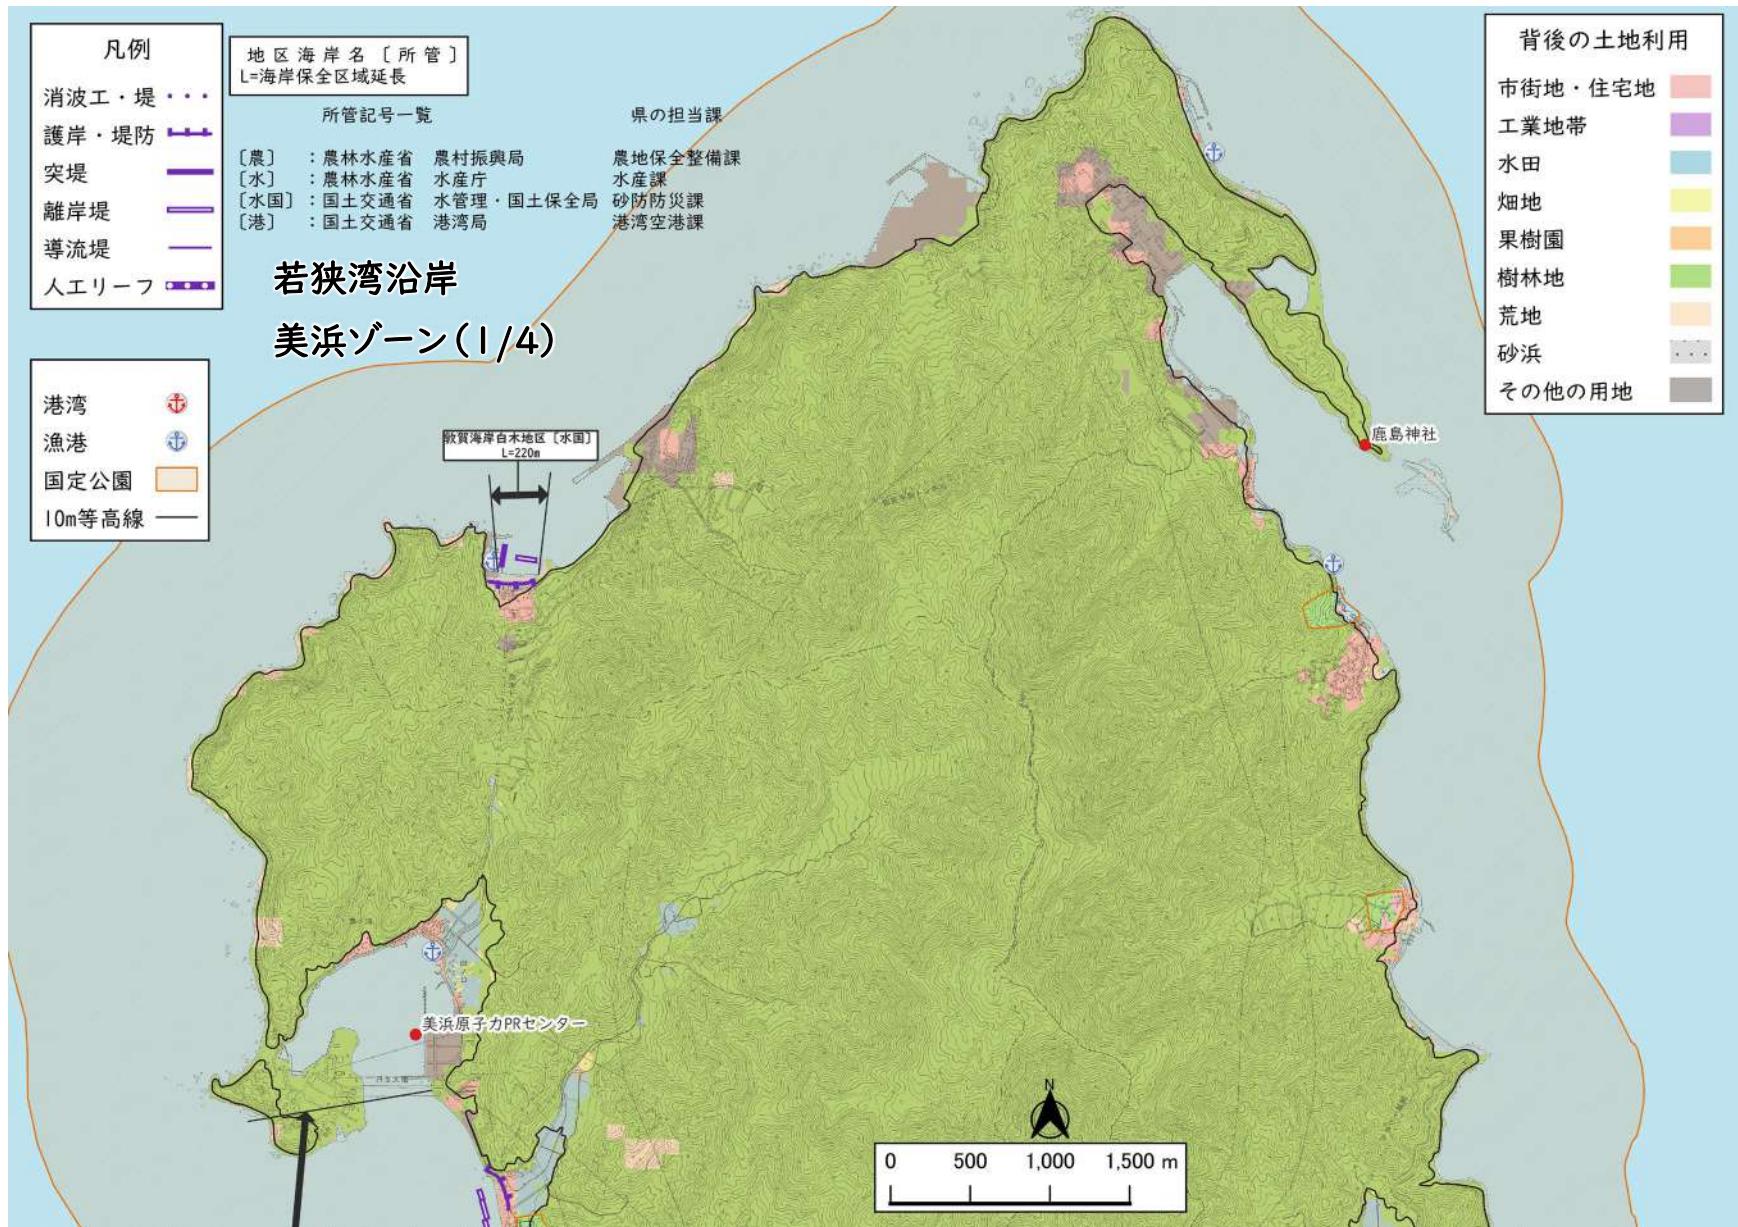 凡例
消波工・堤
護岸・堤防
突堤
離岸堤
導流堤
人工リーフ
地区海岸名〔所管〕
L=海岸保全区域延長
所管記号一覧 県の担当課
〔農〕 : 農林水産省 農村振興局 農地保全整備課
〔水〕 : 農林水産省 水産庁 水産課
〔水国〕 : 国土交通省 水管理・国土保全局 砂防防災課
〔港〕 : 国土交通省 港湾局 港湾空港課
若狭湾沿岸
美浜ゾーン(1/4)
港湾
漁港
国定公園
10m等高線
背後の土地利用
市街地・住宅地
工業地帯
水田
畑地
果樹園
樹林地
荒地
砂浜
その他の用地
敦賀海岸白木地区〔水国〕
L=220m
鹿島神社
美浜原子力PRセンター
N
0 500 1,000 1,500 m